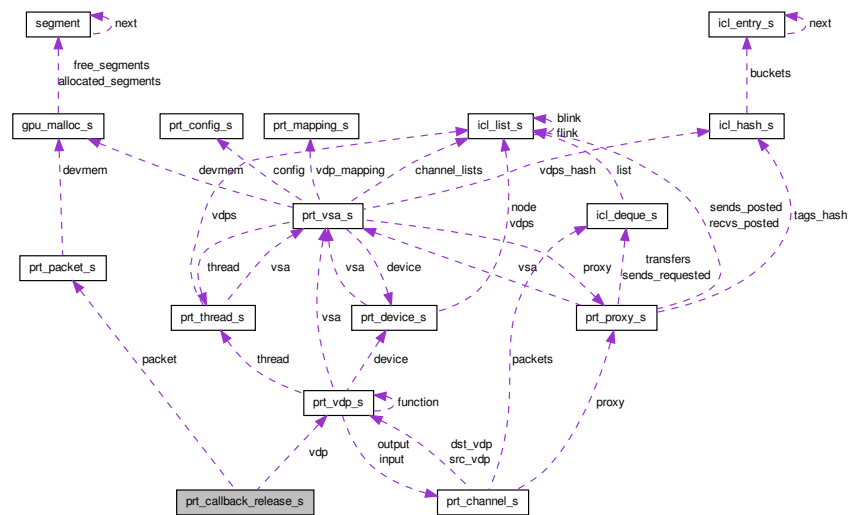 segment
next
icl_entry_s
next
free_segments
allocated_segments
buckets
gpu_malloc_s
prt_config_s
prt_mapping_s
icl_list_s
blink
flink
icl_hash_s
devmem
devmem
config
vdp_mapping
channel_lists
vdps_hash
list
vdps
prt_vsa_s
node
vdps
icl_deque_s
sends_posted
recvs_posted
tags_hash
prt_packet_s
thread
vsa
vsa
device
vsa
proxy
transfers
sends_requested
prt_thread_s
vsa
prt_device_s
prt_proxy_s
packet
thread
device
packets
prt_vdp_s
function
proxy
vdp
output
input
dst_vdp
src_vdp
prt_callback_release_s
prt_channel_s